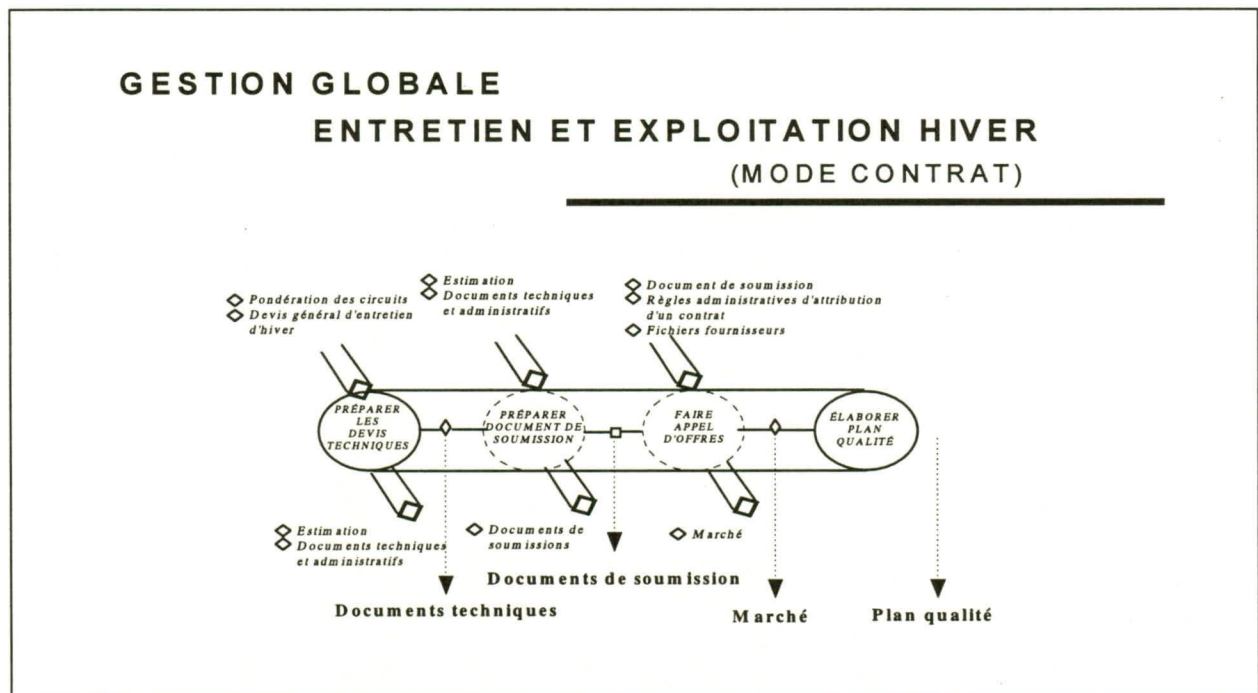 GESTION GLOBALE
ENTRETIEN ET EXPLOITATION HIVER
(MODE CONTRAT)
Pondération des circuits
Devis général d'entretien
d'hiver
Estimation
Documents techniques
et administratifs
Document de soumission
Règles administratives d'attribution
d'un contrat
Fichiers fournisseurs
PRÉPARER
LES
DEVIS
TECHNIQUES
PRÉPARER
DOCUMENT DE
SOUMISSION
FAIRE
APPEL
D'OFFRES
ÉLABORER
PLAN
QUALITÉ
Estimation
Documents techniques
et administratifs
Documents de
soumissions
Marché
Documents techniques
Documents de soumission
Marché
Plan qualité